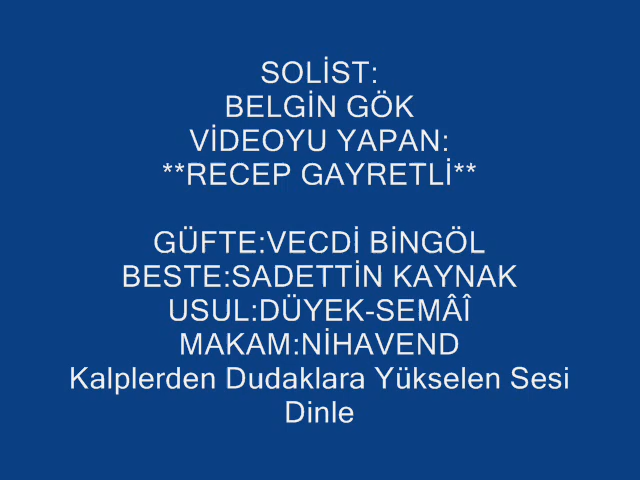 SOLİST:
BELGİN GÖK
VİDEOYU YAPAN:
**RECEP GAYRETLİ**
GÜFTE:VECDİ BİNGÖL
BESTE:SADETTİN KAYNAK
USUL:DÜYEK-SEMÂÎ
MAKAM:NİHAVEND
Kalplerden Dudaklara Yükselen Sesi
Dinle